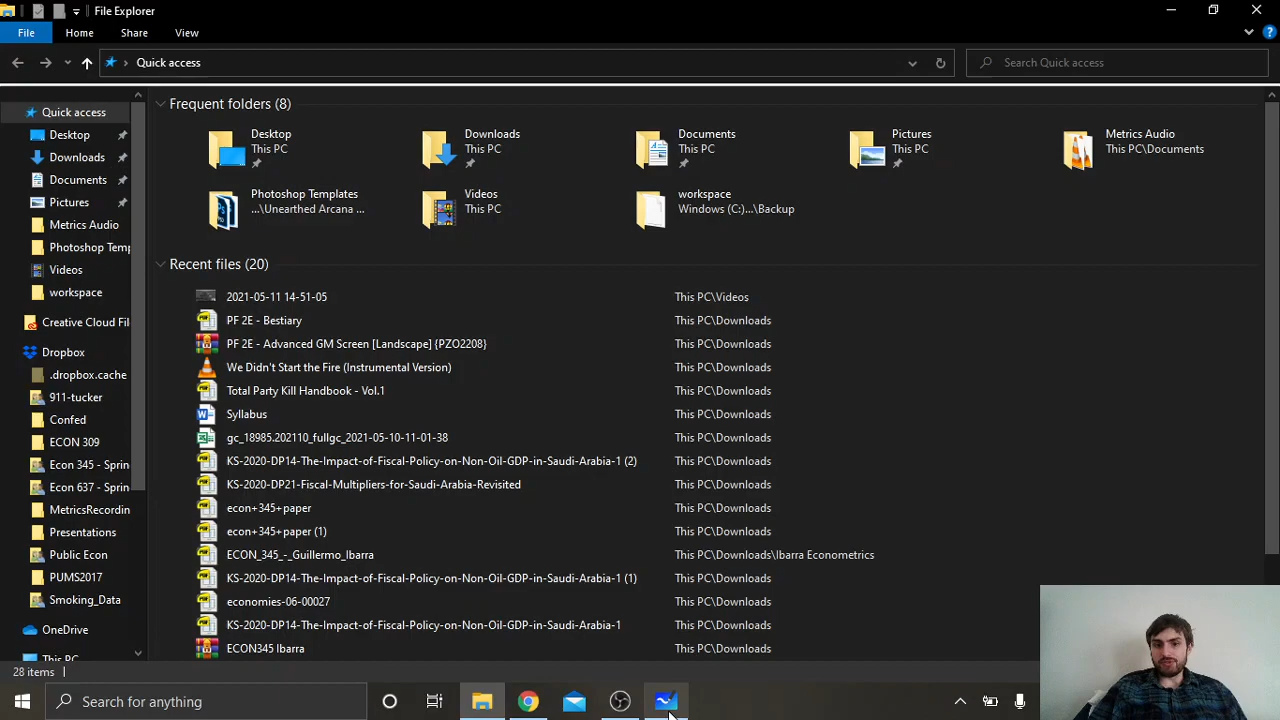 File Explorer
File Home Share View
Quick access Search Quick access
Quick access
Desktop
Downloads
Documents
Pictures
Metrics Audio
Photoshop Temp
Videos
workspace
Creative Cloud Fil
Dropbox
.dropbox.cache
911-tucker
Confed
ECON 309
Econ 345 - Sprin
Econ 637 - Sprin
MetricsRecordin
Presentations
Public Econ
PUMS2017
Smoking_Data
OneDrive
This PC
Frequent folders (8)
Desktop
This PC
Downloads
This PC
Documents
This PC
Pictures
This PC
Metrics Audio
This PC\Documents
Photoshop Templates
...\Unearthed Arcana ...
Videos
This PC
workspace
Windows (C:)...\Backup
Recent files (20)
2021-05-11 14-51-05 This PC\Videos
PF 2E - Bestiary This PC\Downloads
PF 2E - Advanced GM Screen [Landscape] {PZO2208} This PC\Downloads
We Didn't Start the Fire (Instrumental Version) This PC\Downloads
Total Party Kill Handbook - Vol.1 This PC\Downloads
Syllabus This PC\Downloads
gc_18985.202110_fullgc_2021-05-10-11-01-38 This PC\Downloads
KS-2020-DP14-The-Impact-of-Fiscal-Policy-on-Non-Oil-GDP-in-Saudi-Arabia-1 (2) This PC\Downloads
KS-2020-DP21-Fiscal-Multipliers-for-Saudi-Arabia-Revisited This PC\Downloads
econ+345+paper This PC\Downloads
econ+345+paper (1) This PC\Downloads
ECON_345_-_Guillermo_Ibarra This PC\Downloads\Ibarra Econometrics
KS-2020-DP14-The-Impact-of-Fiscal-Policy-on-Non-Oil-GDP-in-Saudi-Arabia-1 (1) This PC\Downloads
economies-06-00027 This PC\Downloads
KS-2020-DP14-The-Impact-of-Fiscal-Policy-on-Non-Oil-GDP-in-Saudi-Arabia-1 This PC\Downloads
ECON345 Ibarra This PC\Downloads
28 items
Search for anything